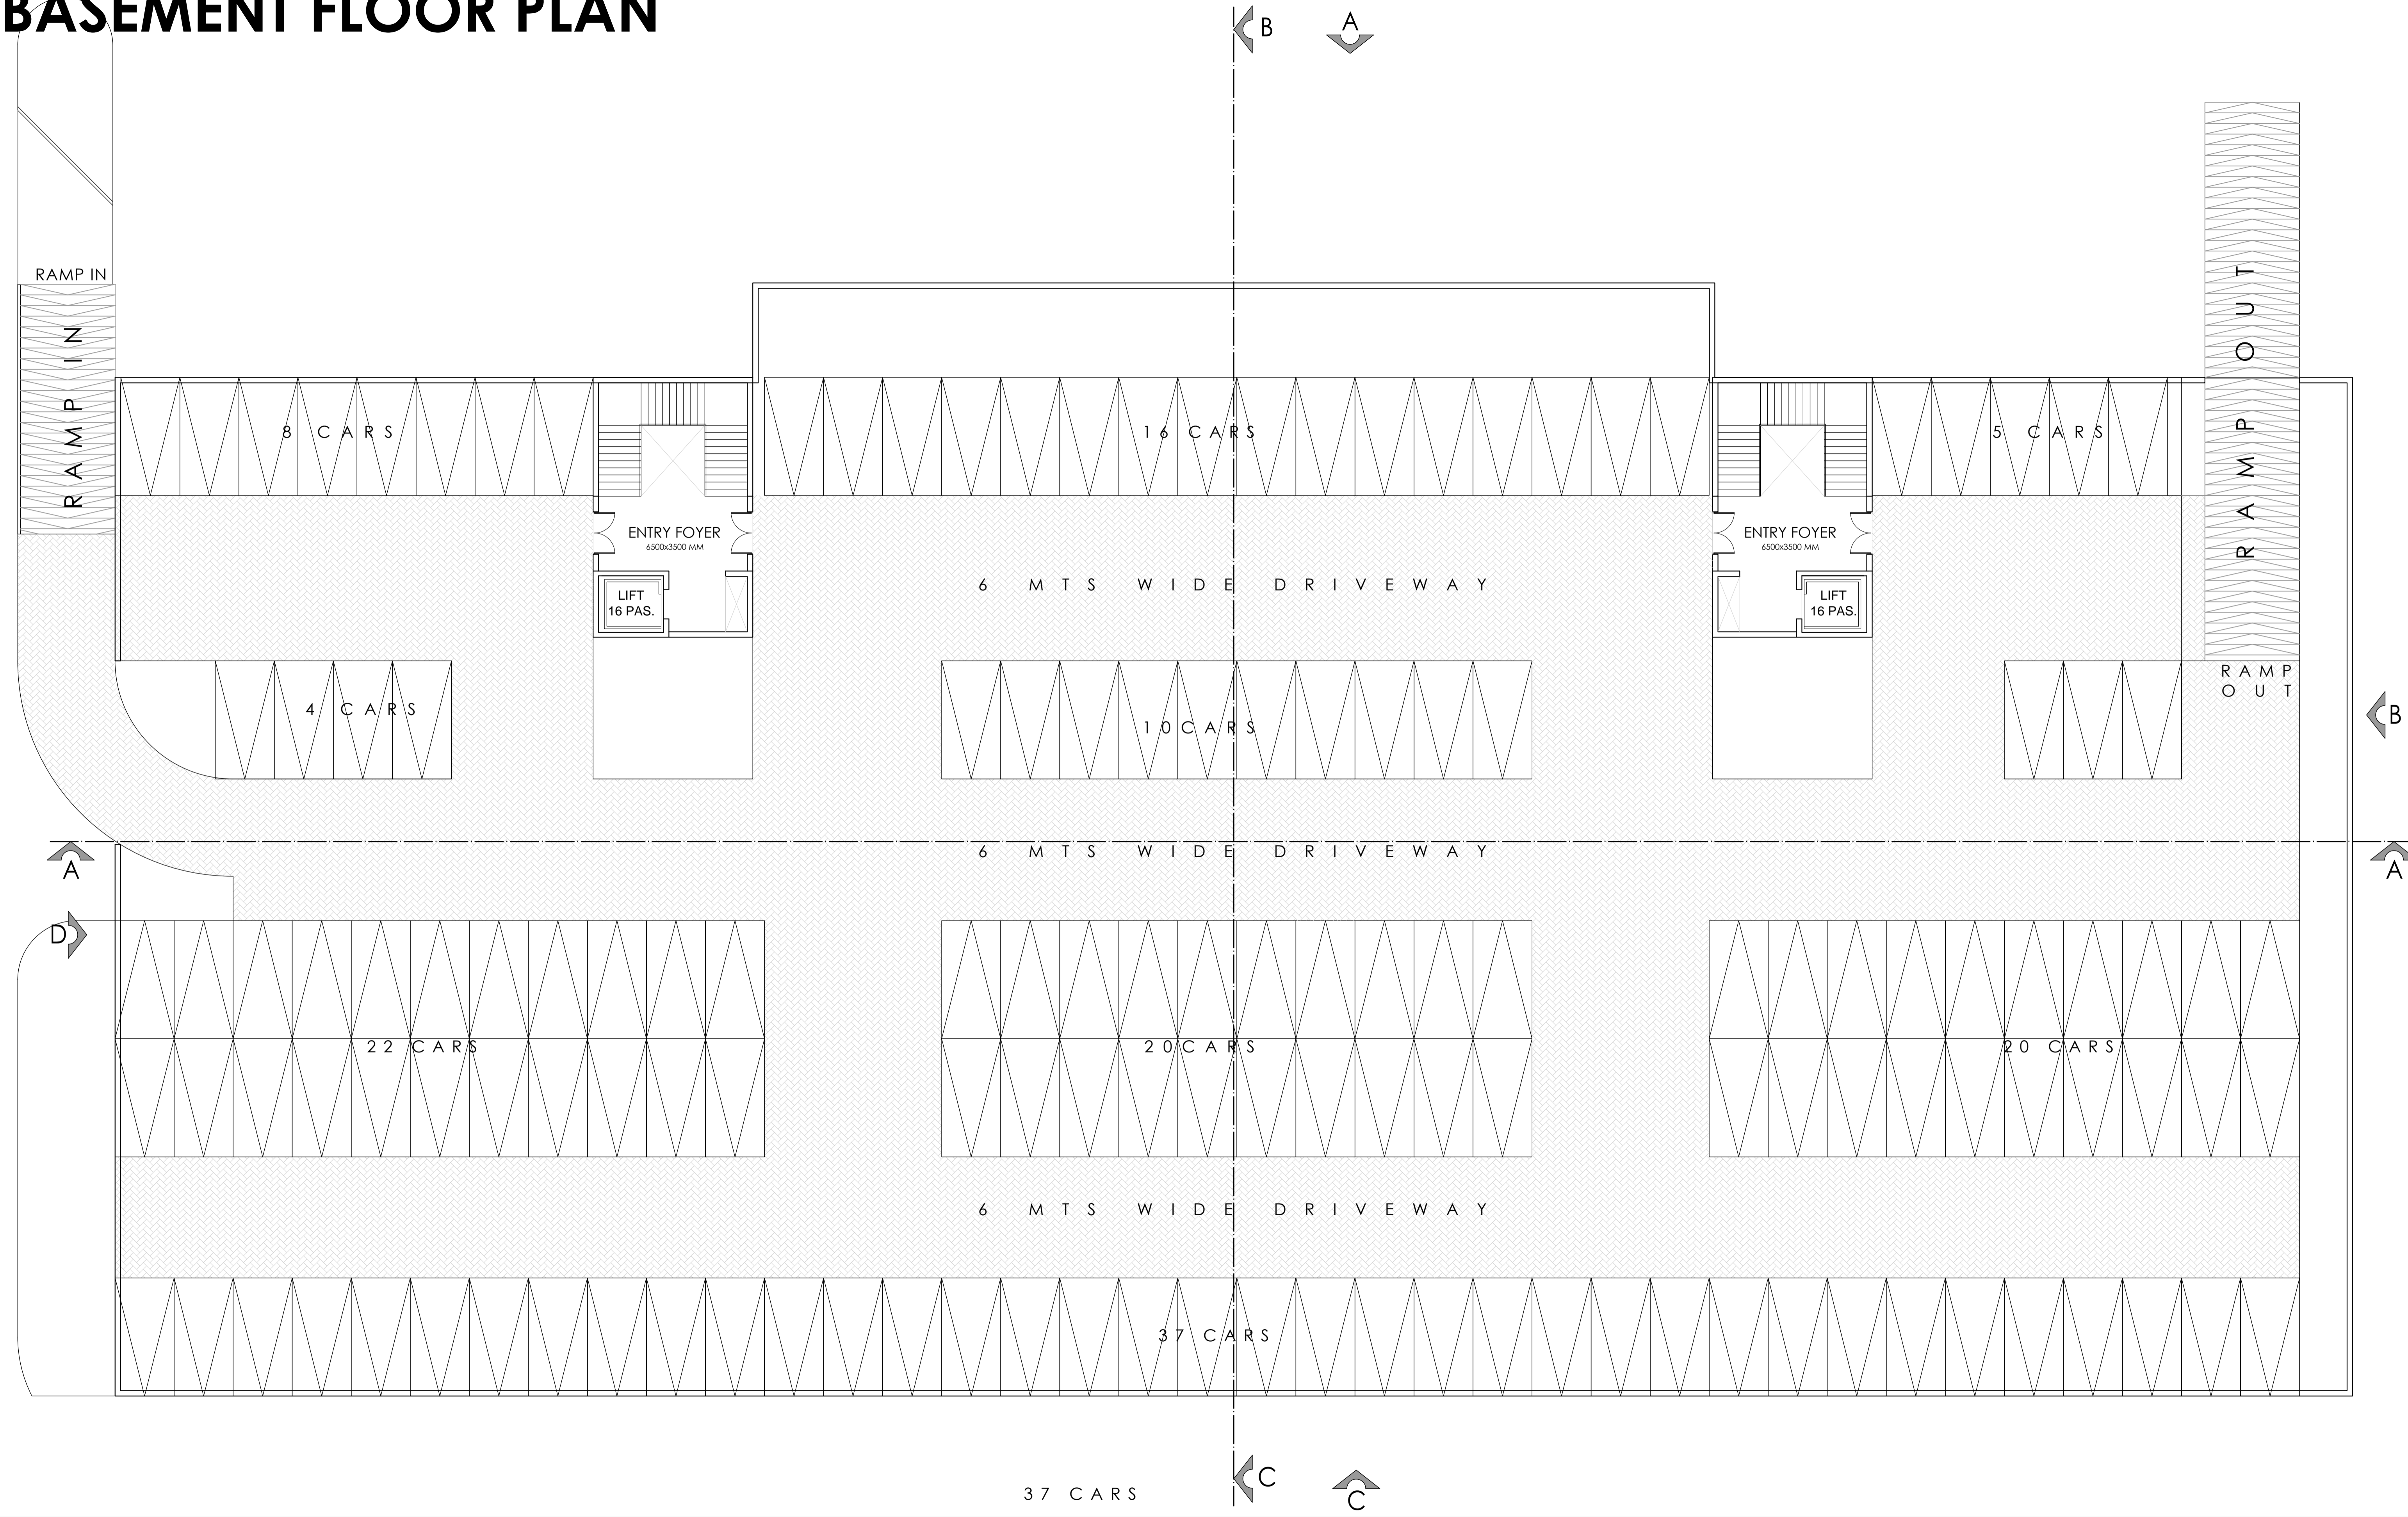 BASEMENT FLOOR PLAN
B
A
RAMP IN
RAMP IN
RAMP OUT
8 CARS
16 CARS
5 CARS
ENTRY FOYER
6500x3500 MM
ENTRY FOYER
6500x3500 MM
6 MTS WIDE DRIVEWAY
LIFT
16 PAS.
LIFT
16 PAS.
RAMP
OUT
4 CARS
10CARS
B
6 MTS WIDE DRIVEWAY
A
A
D
22 CARS
20CARS
20 CARS
6 MTS WIDE DRIVEWAY
37 CARS
C
37 CARS
C